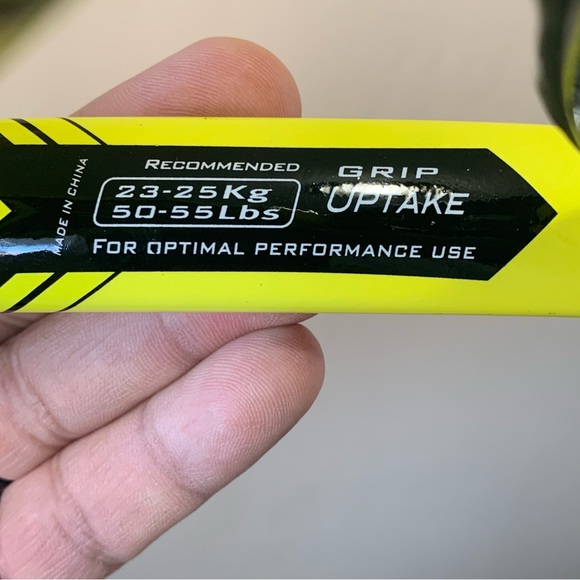 MADE IN CHINA
RECOMMENDED
23-25Kg
50-55Lbs
GRIP
UPTAKE
FOR OPTIMAL PERFORMANCE USE